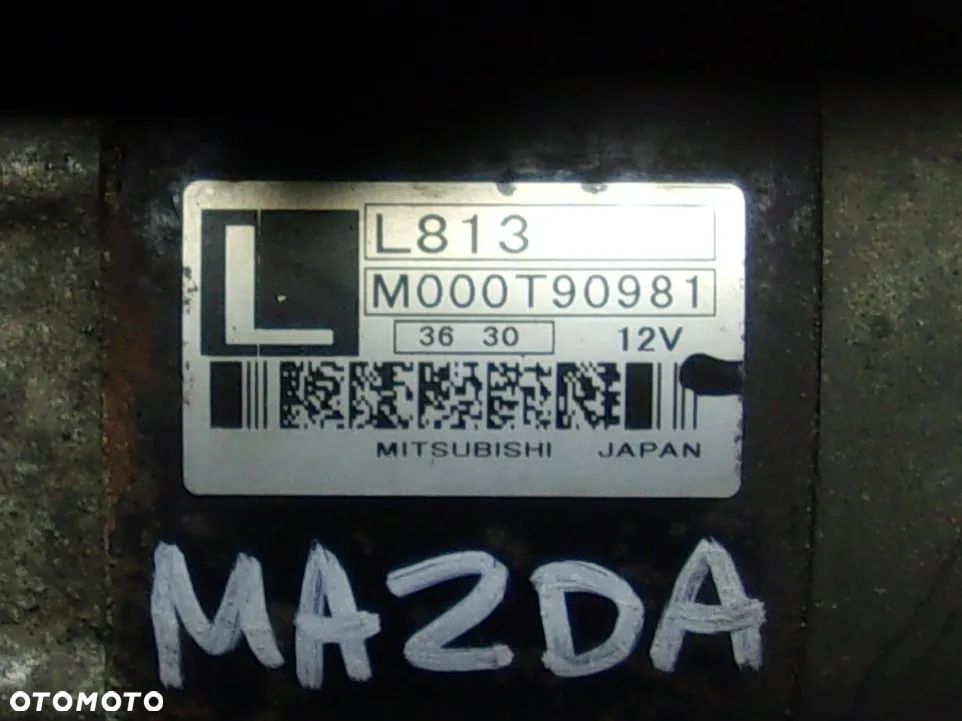 L
L813
M000T90981
36 30 12V
MITSUBISHI JAPAN
MAZDA
OTOMOTO